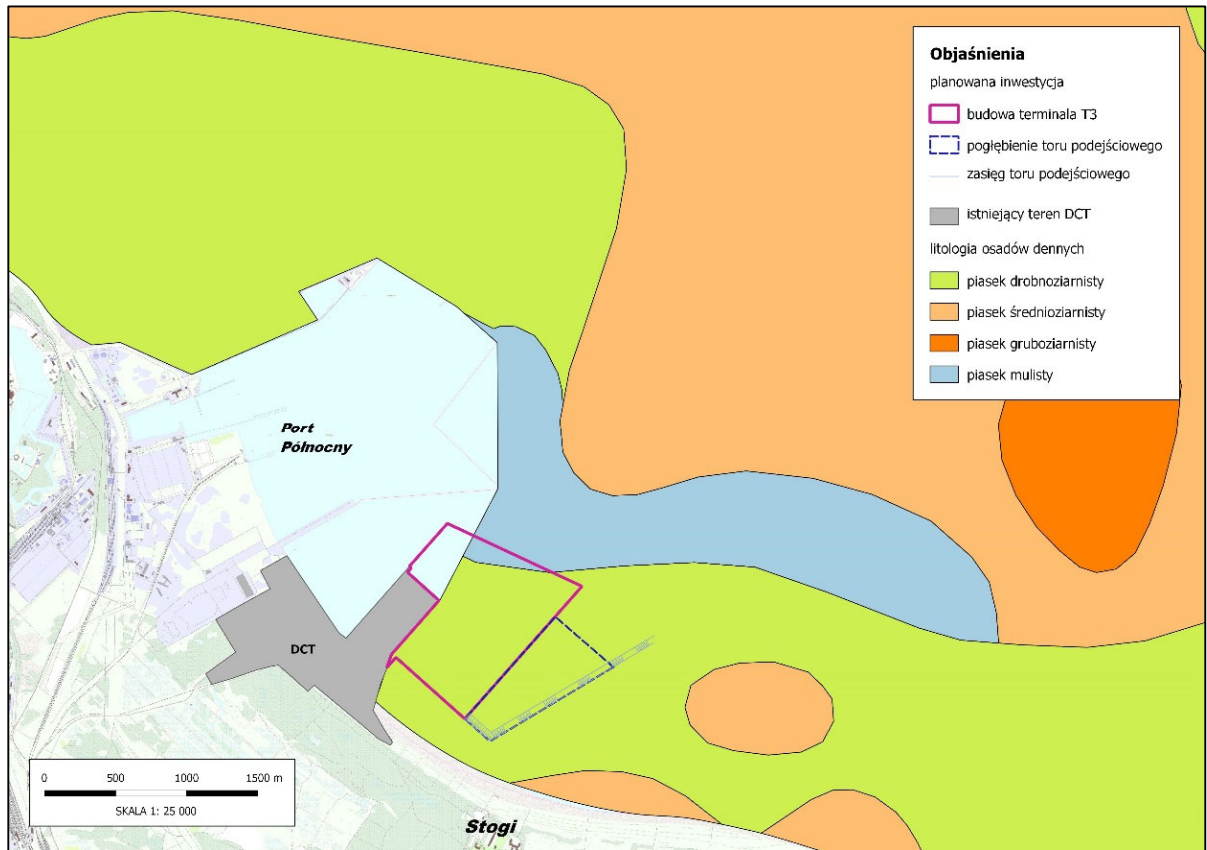 Objaśnienia
planowana inwestycja
budowa terminala T3
pogłębienie toru podejściowego
zasięg toru podejściowego
istniejący teren DCT
litologia osadów dennych
piasek drobnoziarnisty
piasek średnioziarnisty
piasek gruboziarnisty
piasek mulisty
Port
Północny
DCT
0 500 1000 1500 m
SKALA 1: 25 000
Stogi